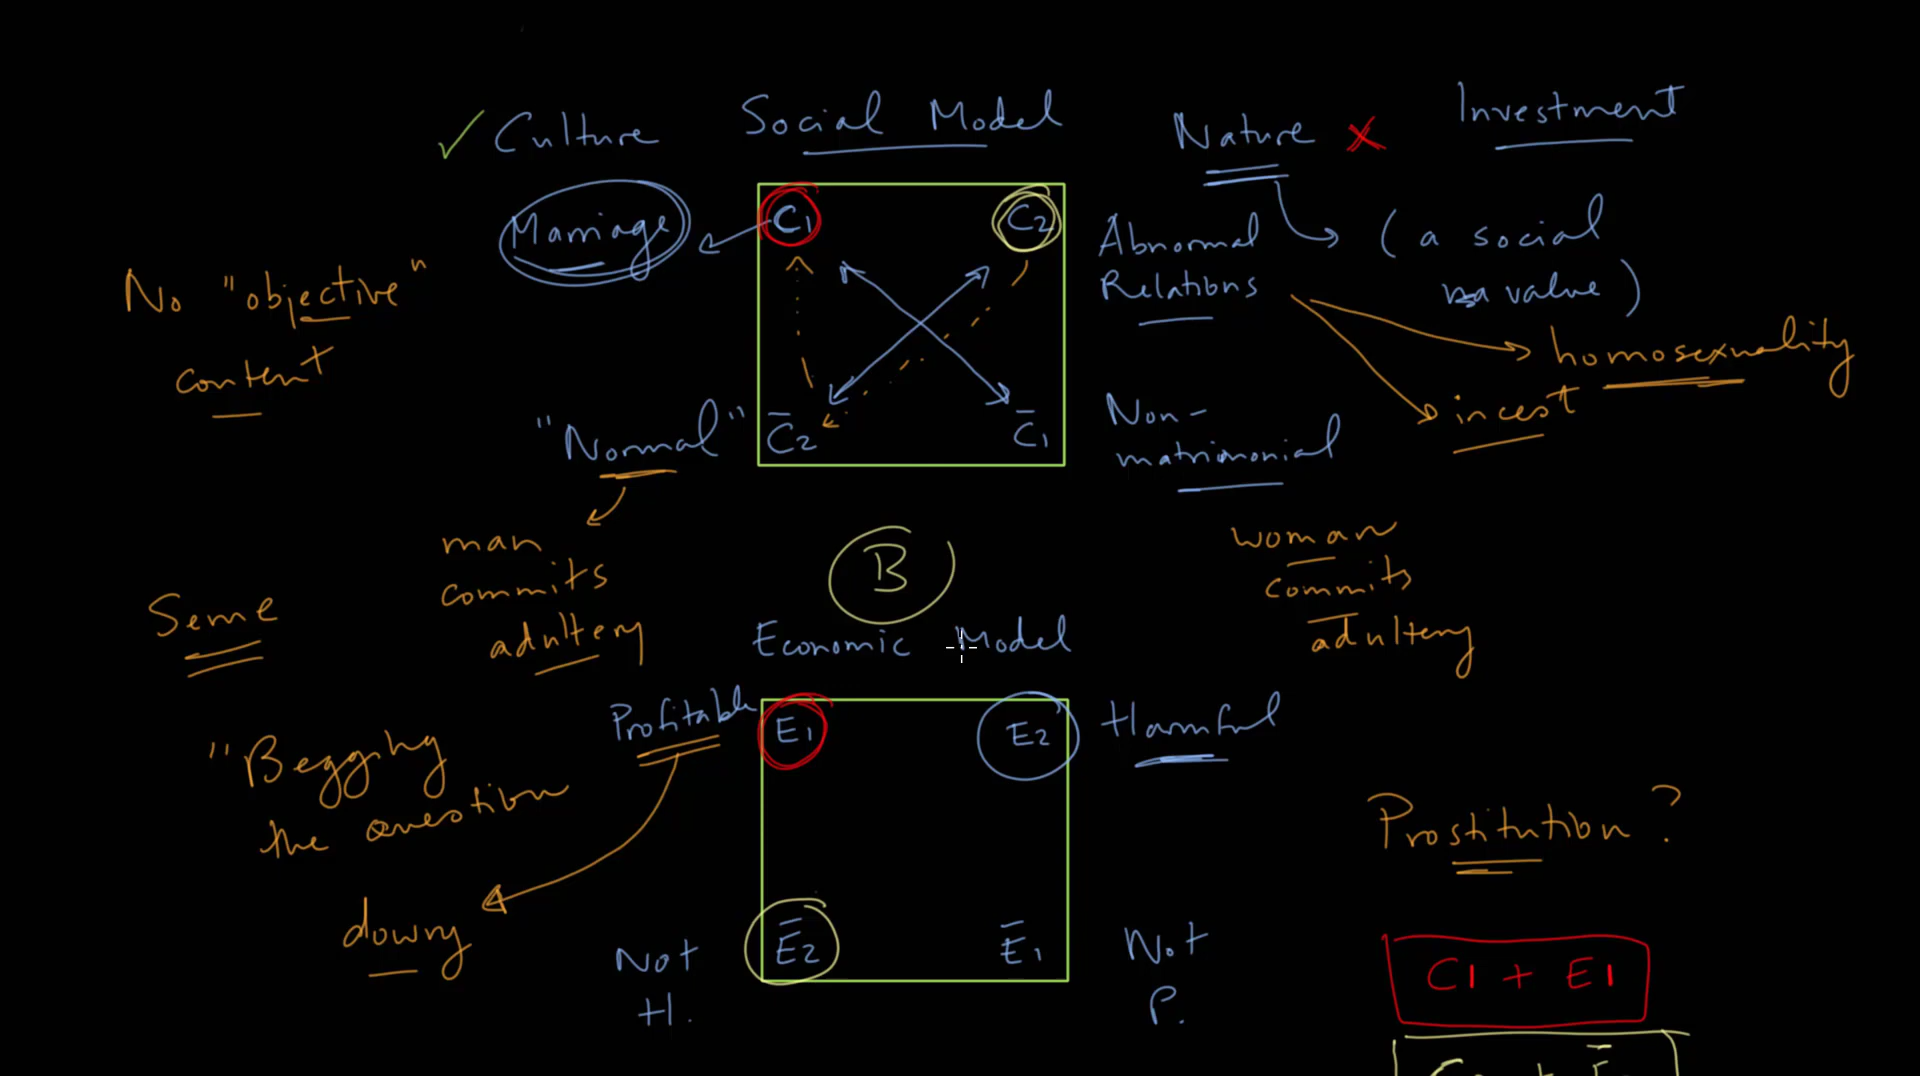 ✓ Culture
Social Model
Nature ×
Investment
Marriage
C1
C2
Abnormal
Relations
( a social
value )
No "objective"
content
homosexuality
incest
"Normal"
C̅2
C̅1
Non-
matrimonial
man
commits
adultery
B
woman
commits
adultery
Seme
Economic Model
Profitable
E1
E2
Harmful
"Begging
the question
Prostitution ?
dowry
Not
H.
E̅2
E̅1
Not
P.
C1 + E1